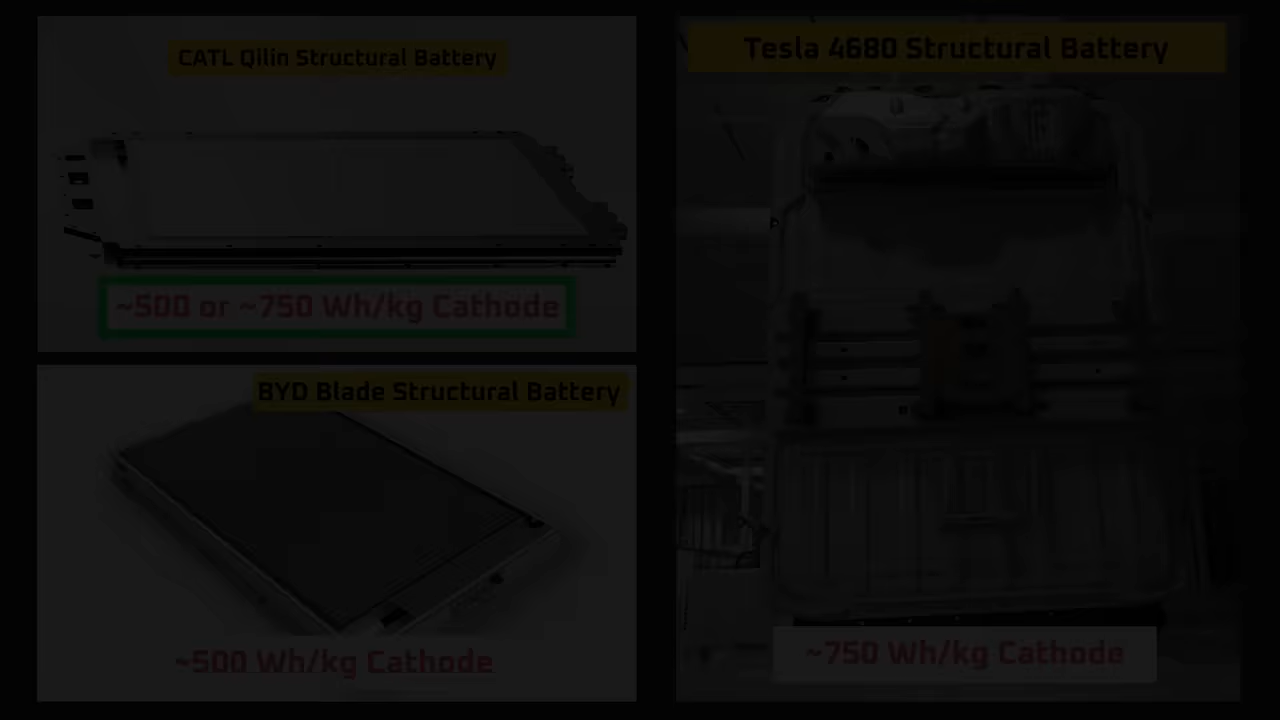 CATL Qilin Structural Battery
~500 or ~750 Wh/kg Cathode
BYD Blade Structural Battery
~500 Wh/kg Cathode
Tesla 4680 Structural Battery
~750 Wh/kg Cathode